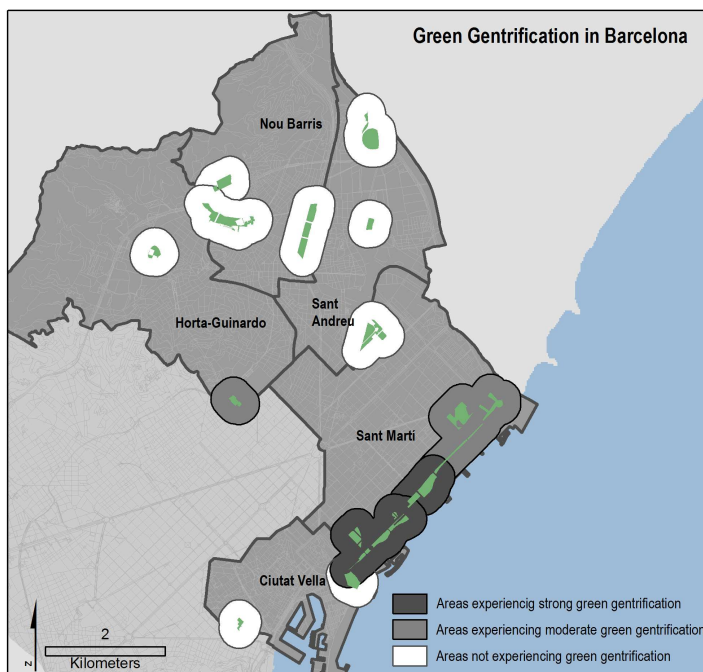 Green Gentrification in Barcelona
Nou Barris
Sant
Andreu
Horta-Guinardo
Sant Martí
Ciutat Vella
Areas experiencig strong green gentrification
Areas experiencing moderate green gentrification
Areas not experiencing green gentrification
2
Kilometers
N